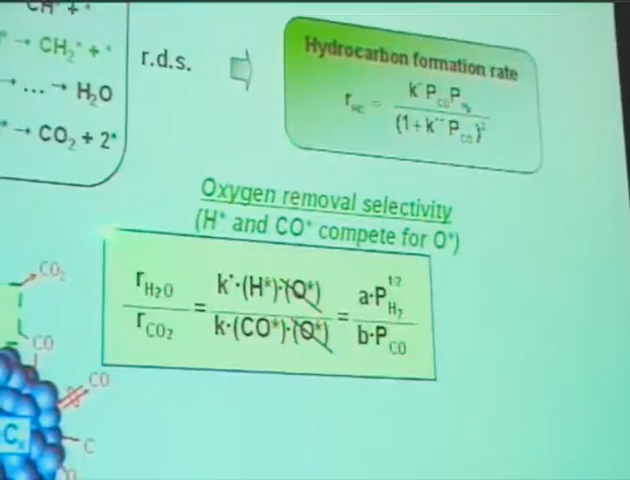 CH* + *
* → CH₂* + *
→ ... → H₂O
* → CO₂ + 2*
r.d.s.
Hydrocarbon formation rate
r_HC = k'' P_CO P_H₂ / (1 + k''' P_CO)²
Oxygen removal selectivity
(H* and CO* compete for O*)
r_H₂O / r_CO₂ = k'·(H*)·(O*) / k·(CO*)·(O*) = a·P_H₂^1/2 / b·P_CO
CO₂
CO
CO
Cₓ
C